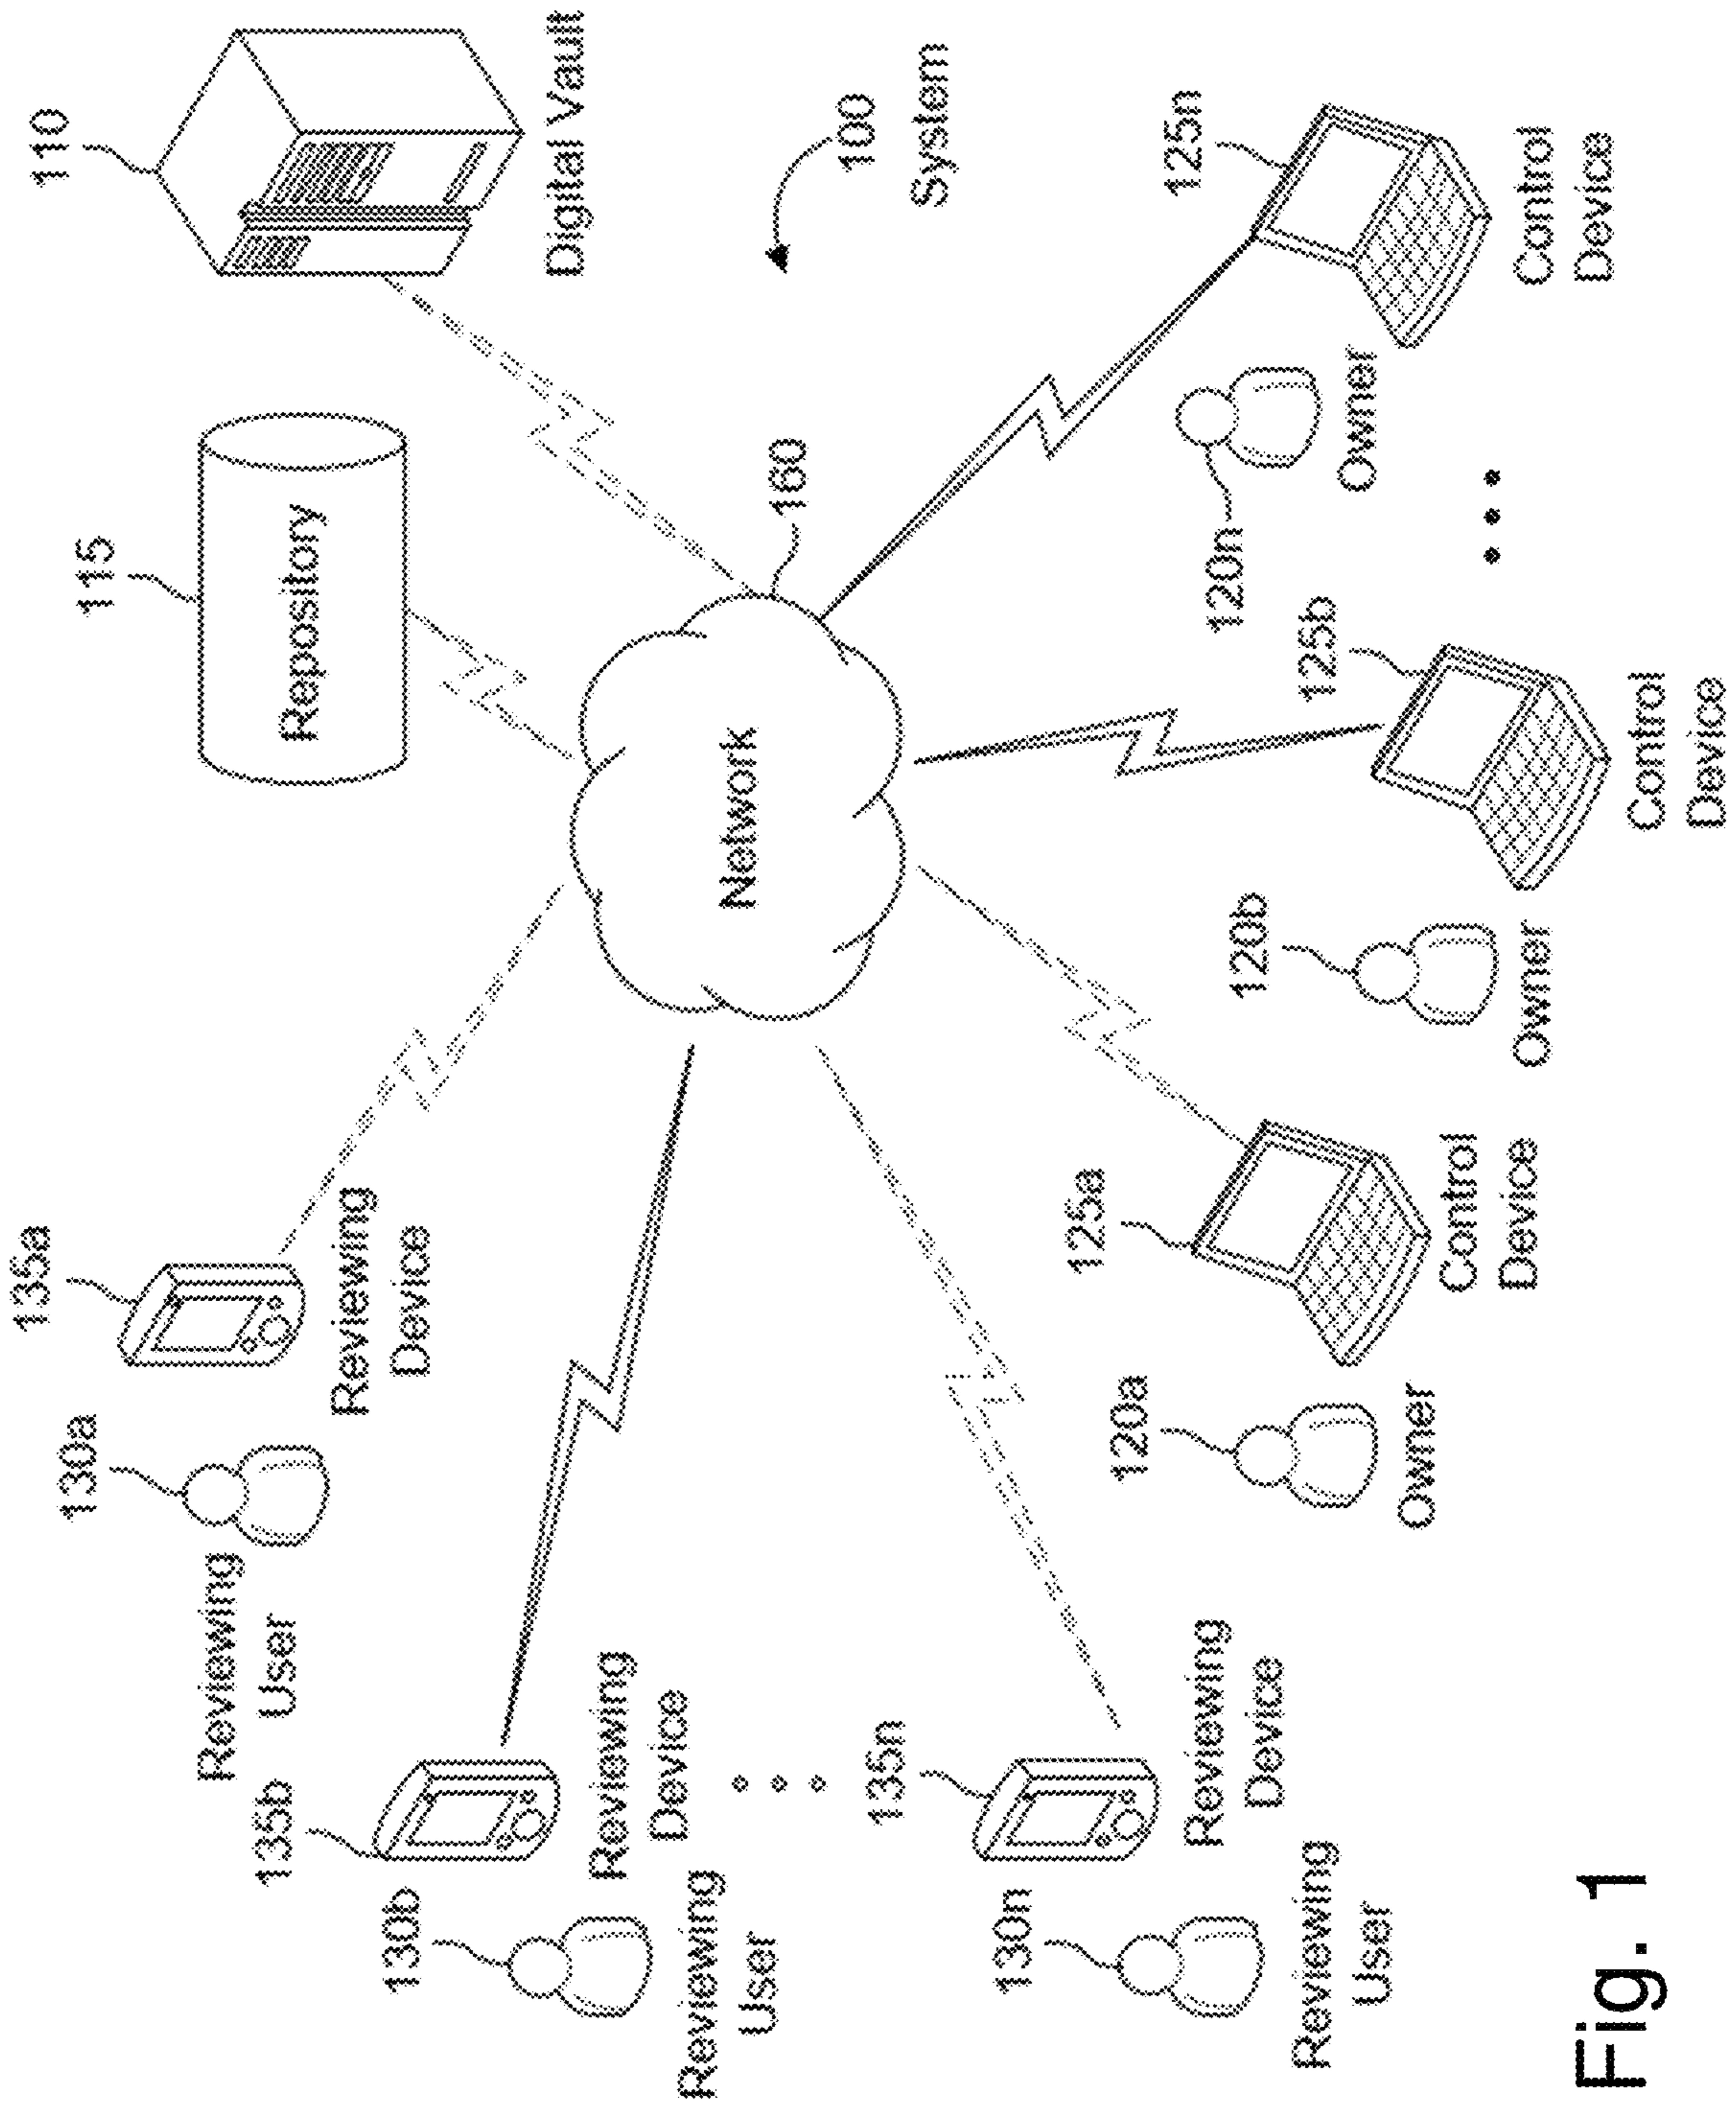 135a
130a
Reviewing
User
Reviewing
Device
115
Repository
110
Digital Vault
135b
130b
Reviewing
Device
Reviewing
User
Network
160
100
System
135n
130n
Reviewing
Device
Reviewing
User
120a
Owner
125a
Control
Device
120b
Owner
125b
Control
Device
120n
Owner
125n
Control
Device
Fig. 1